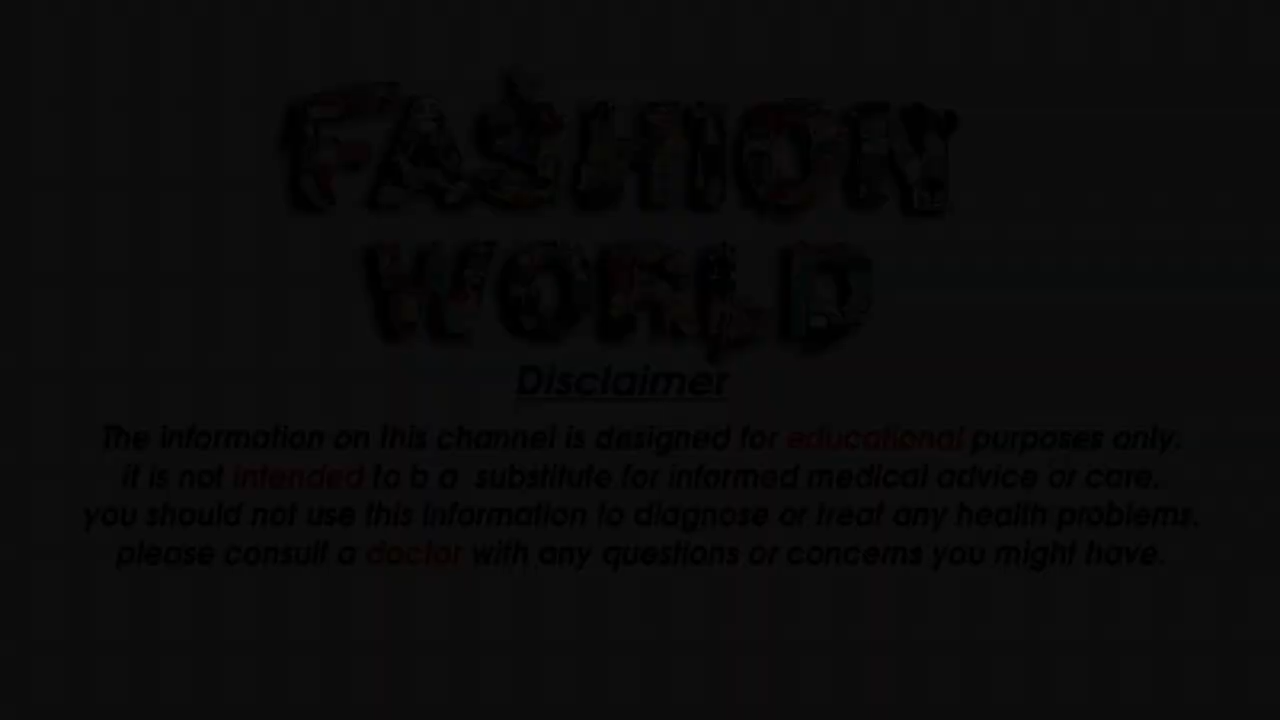 FASHION
WORLD
Disclaimer
The information on this channel is designed for educational purposes only.
it is not intended to b a substitute for informed medical advice or care.
you should not use this information to diagnose or treat any health problems.
please consult a doctor with any questions or concerns you might have.